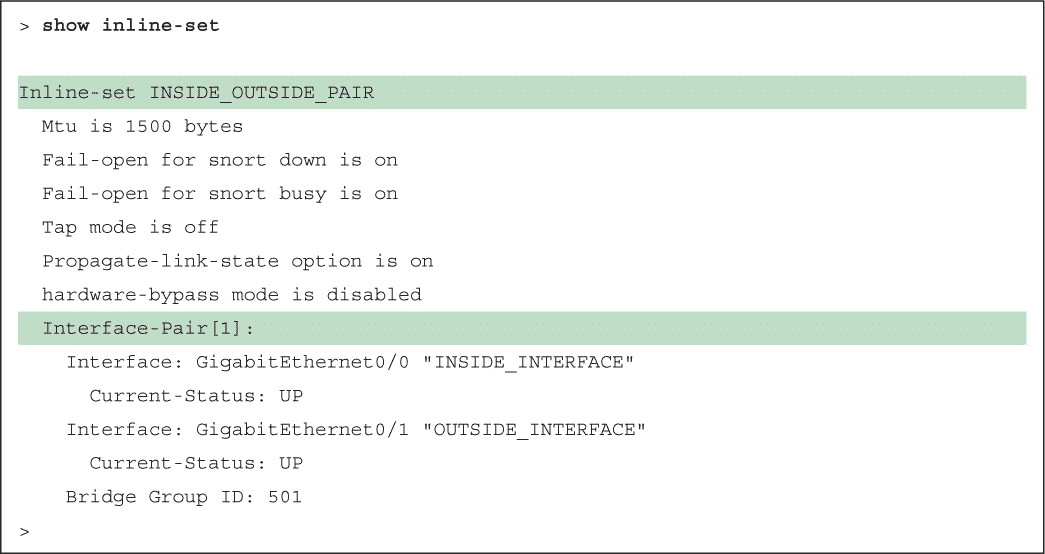 > show inline-set
Inline-set INSIDE_OUTSIDE_PAIR
Mtu is 1500 bytes
Fail-open for snort down is on
Fail-open for snort busy is on
Tap mode is off
Propagate-link-state option is on
hardware-bypass mode is disabled
Interface-Pair[1]:
Interface: GigabitEthernet0/0 "INSIDE_INTERFACE"
Current-Status: UP
Interface: GigabitEthernet0/1 "OUTSIDE_INTERFACE"
Current-Status: UP
Bridge Group ID: 501
>